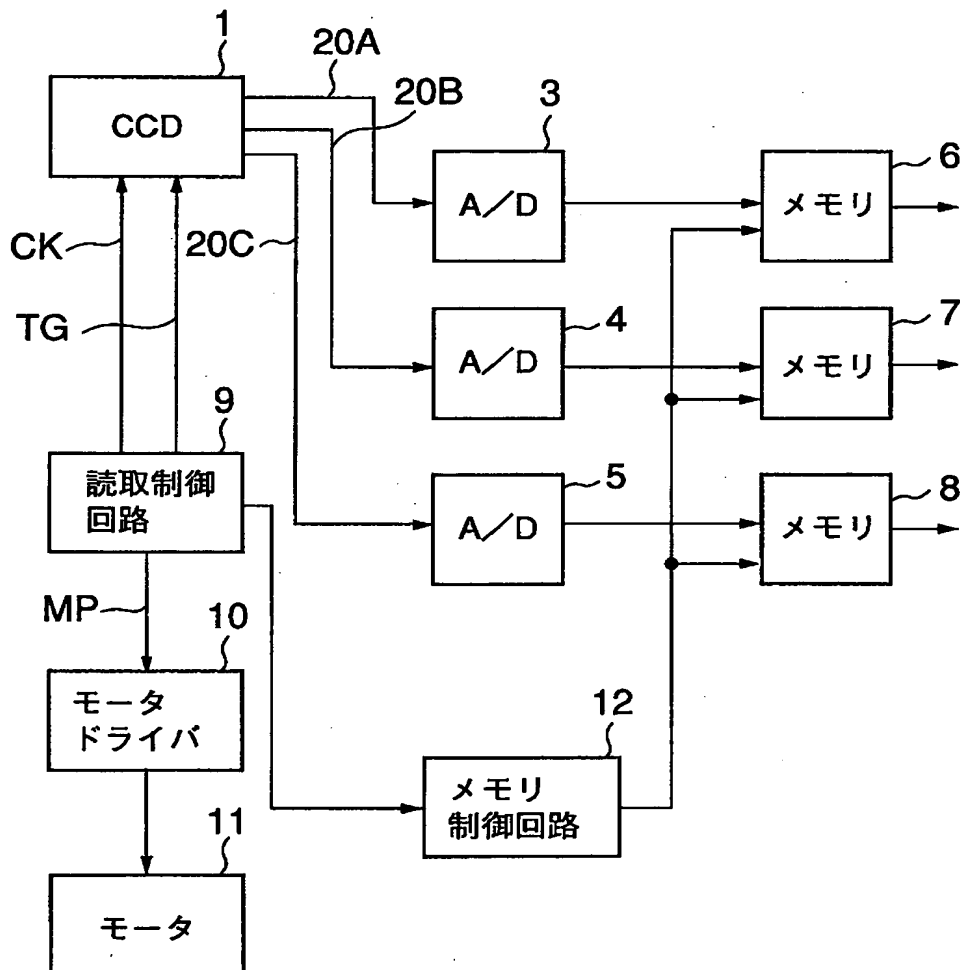 1
20A
CCD
20B
3
A/D
6
メモリ
CK
20C
TG
4
A/D
7
メモリ
9
読取制御
回路
5
A/D
8
メモリ
MP
10
モータ
ドライバ
12
メモリ
制御回路
11
モータ